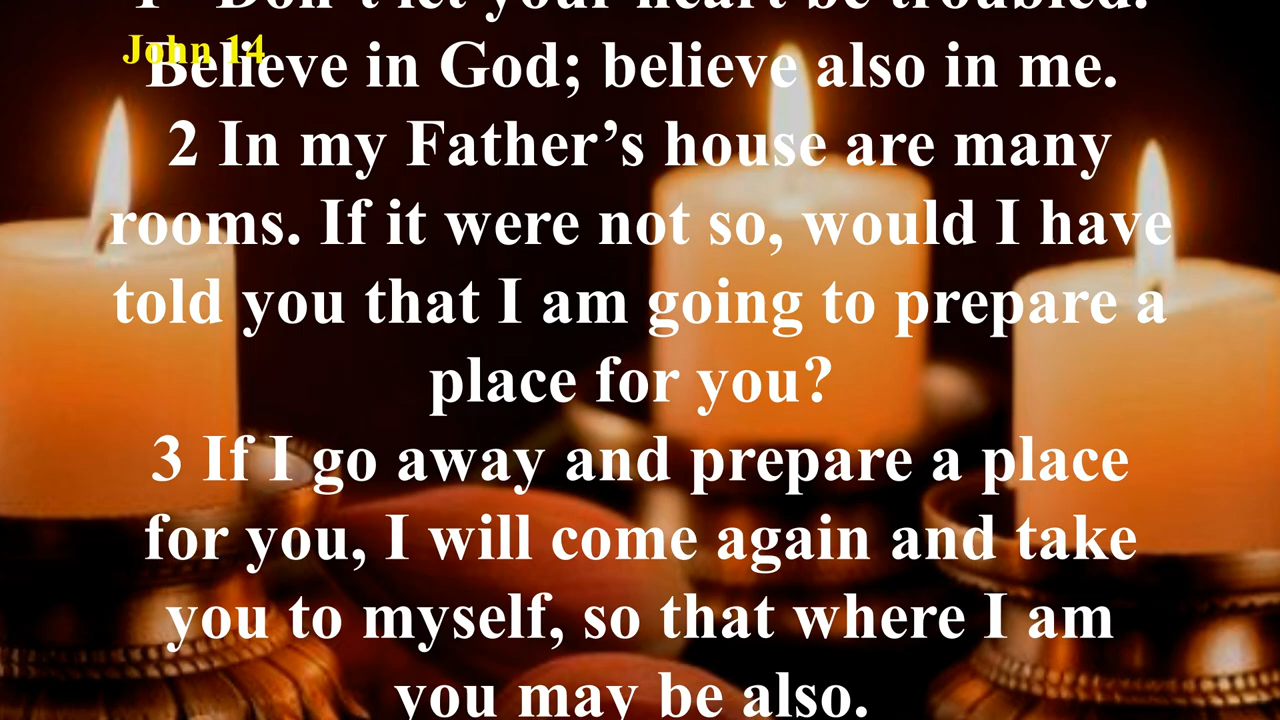 1 “Don’t let your heart be troubled.
John 14
Believe in God; believe also in me.
2 In my Father’s house are many
rooms. If it were not so, would I have
told you that I am going to prepare a
place for you?
3 If I go away and prepare a place
for you, I will come again and take
you to myself, so that where I am
you may be also.